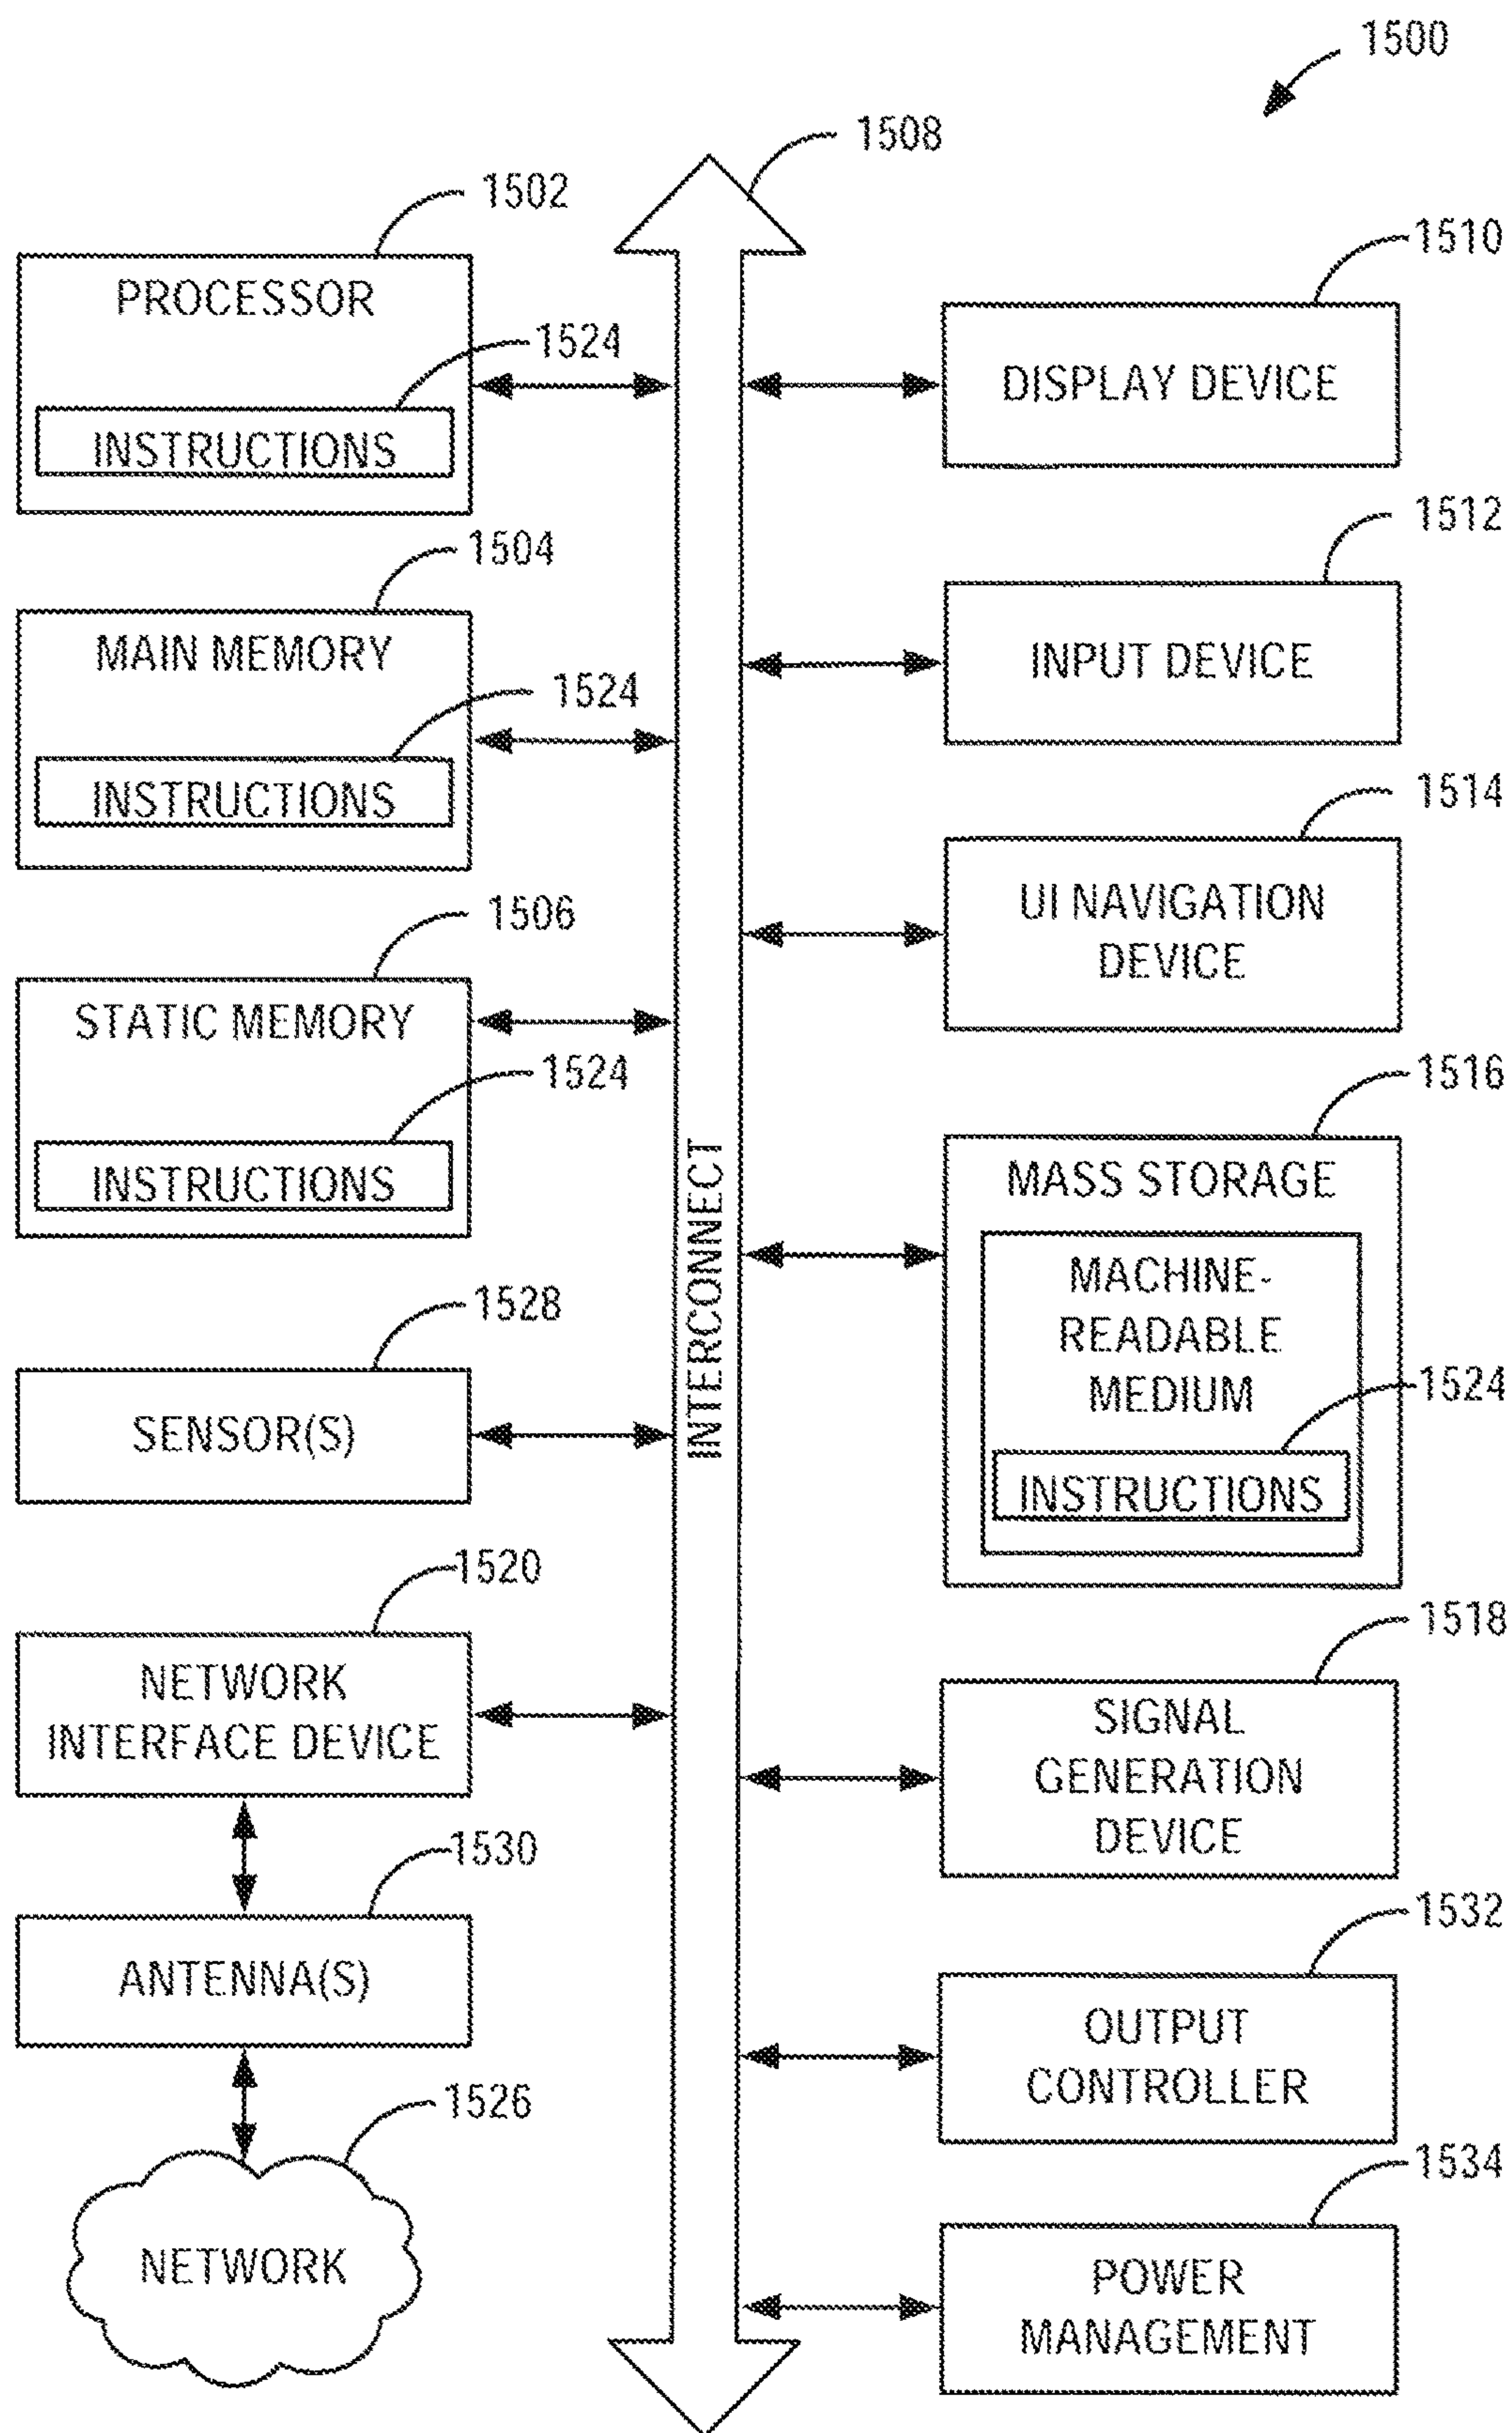 1500
1508
1502
PROCESSOR
1524
INSTRUCTIONS
1504
MAIN MEMORY
1524
INSTRUCTIONS
1506
STATIC MEMORY
1524
INSTRUCTIONS
1528
SENSOR(S)
1520
NETWORK
INTERFACE DEVICE
1530
ANTENNA(S)
1526
NETWORK
INTERCONNECT
1510
DISPLAY DEVICE
1512
INPUT DEVICE
1514
UI NAVIGATION
DEVICE
1516
MASS STORAGE
MACHINE-
READABLE
MEDIUM
1524
INSTRUCTIONS
1518
SIGNAL
GENERATION
DEVICE
1532
OUTPUT
CONTROLLER
1534
POWER
MANAGEMENT